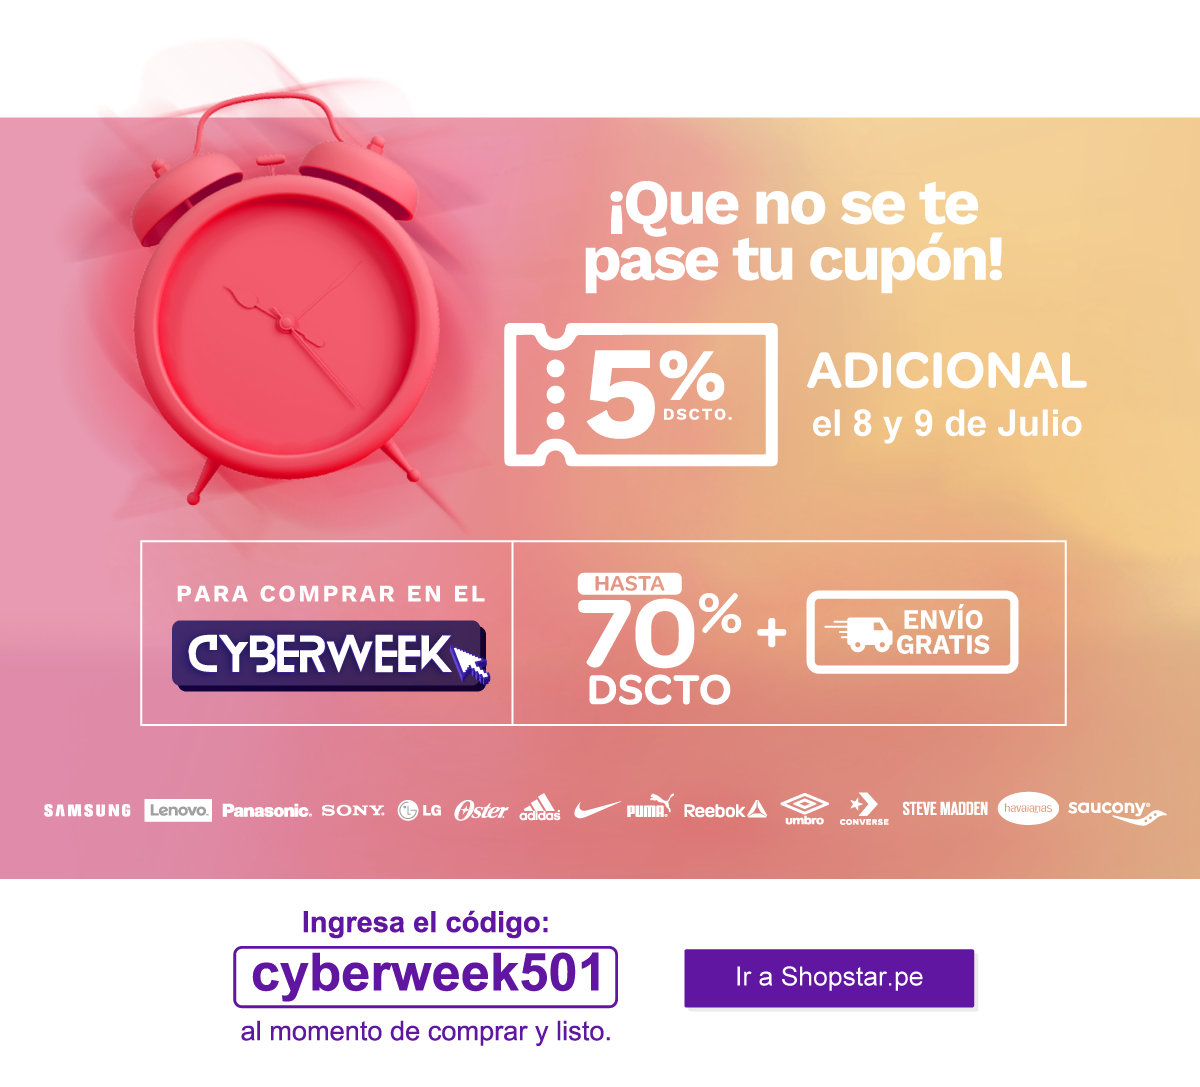 ¡Que no se te
pase tu cupón!
5%
DSCTO.
ADICIONAL
el 8 y 9 de Julio
PARA COMPRAR EN EL
CYBERWEEK
HASTA
70%
DSCTO
+
ENVÍO
GRATIS
SAMSUNG Lenovo. Panasonic. SONY. LG Oster adidas PUMA. Reebok umbro CONVERSE STEVE MADDEN havaianas saucony®
Ingresa el código:
cyberweek501
al momento de comprar y listo.
Ir a Shopstar.pe